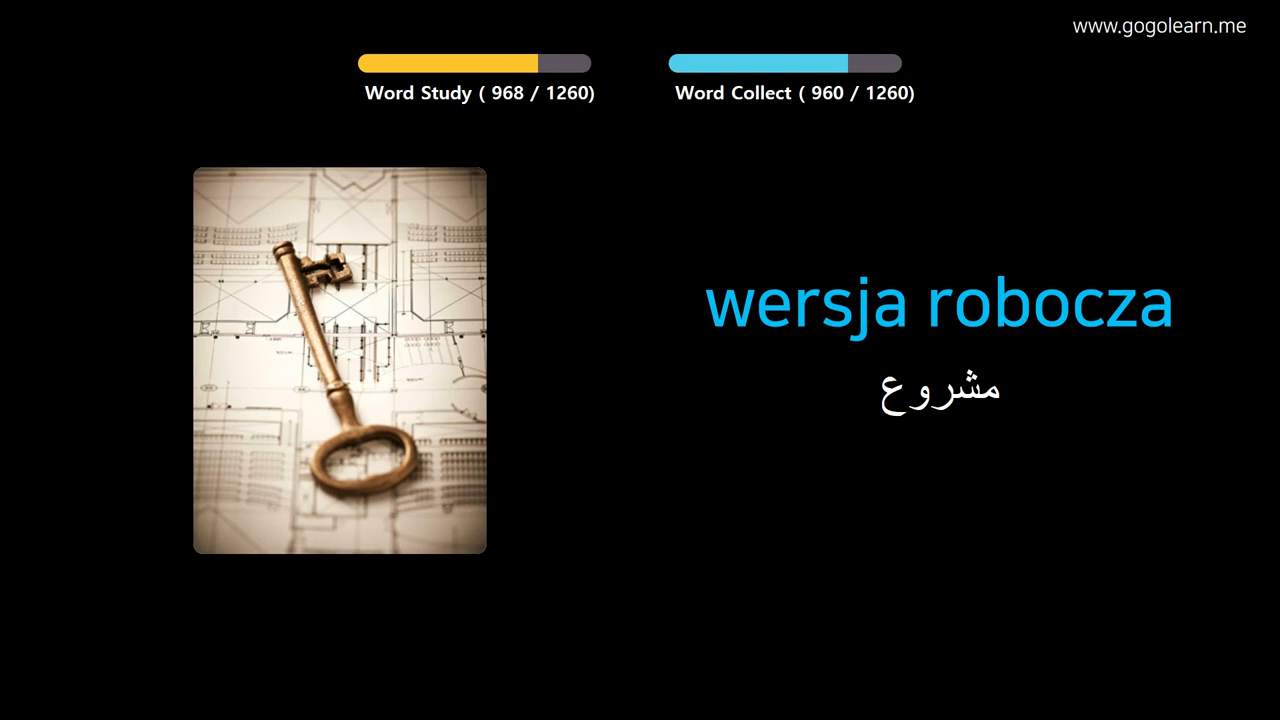 www.gogolearn.me
Word Study ( 968 / 1260)
Word Collect ( 960 / 1260)
wersja robocza
مشروع